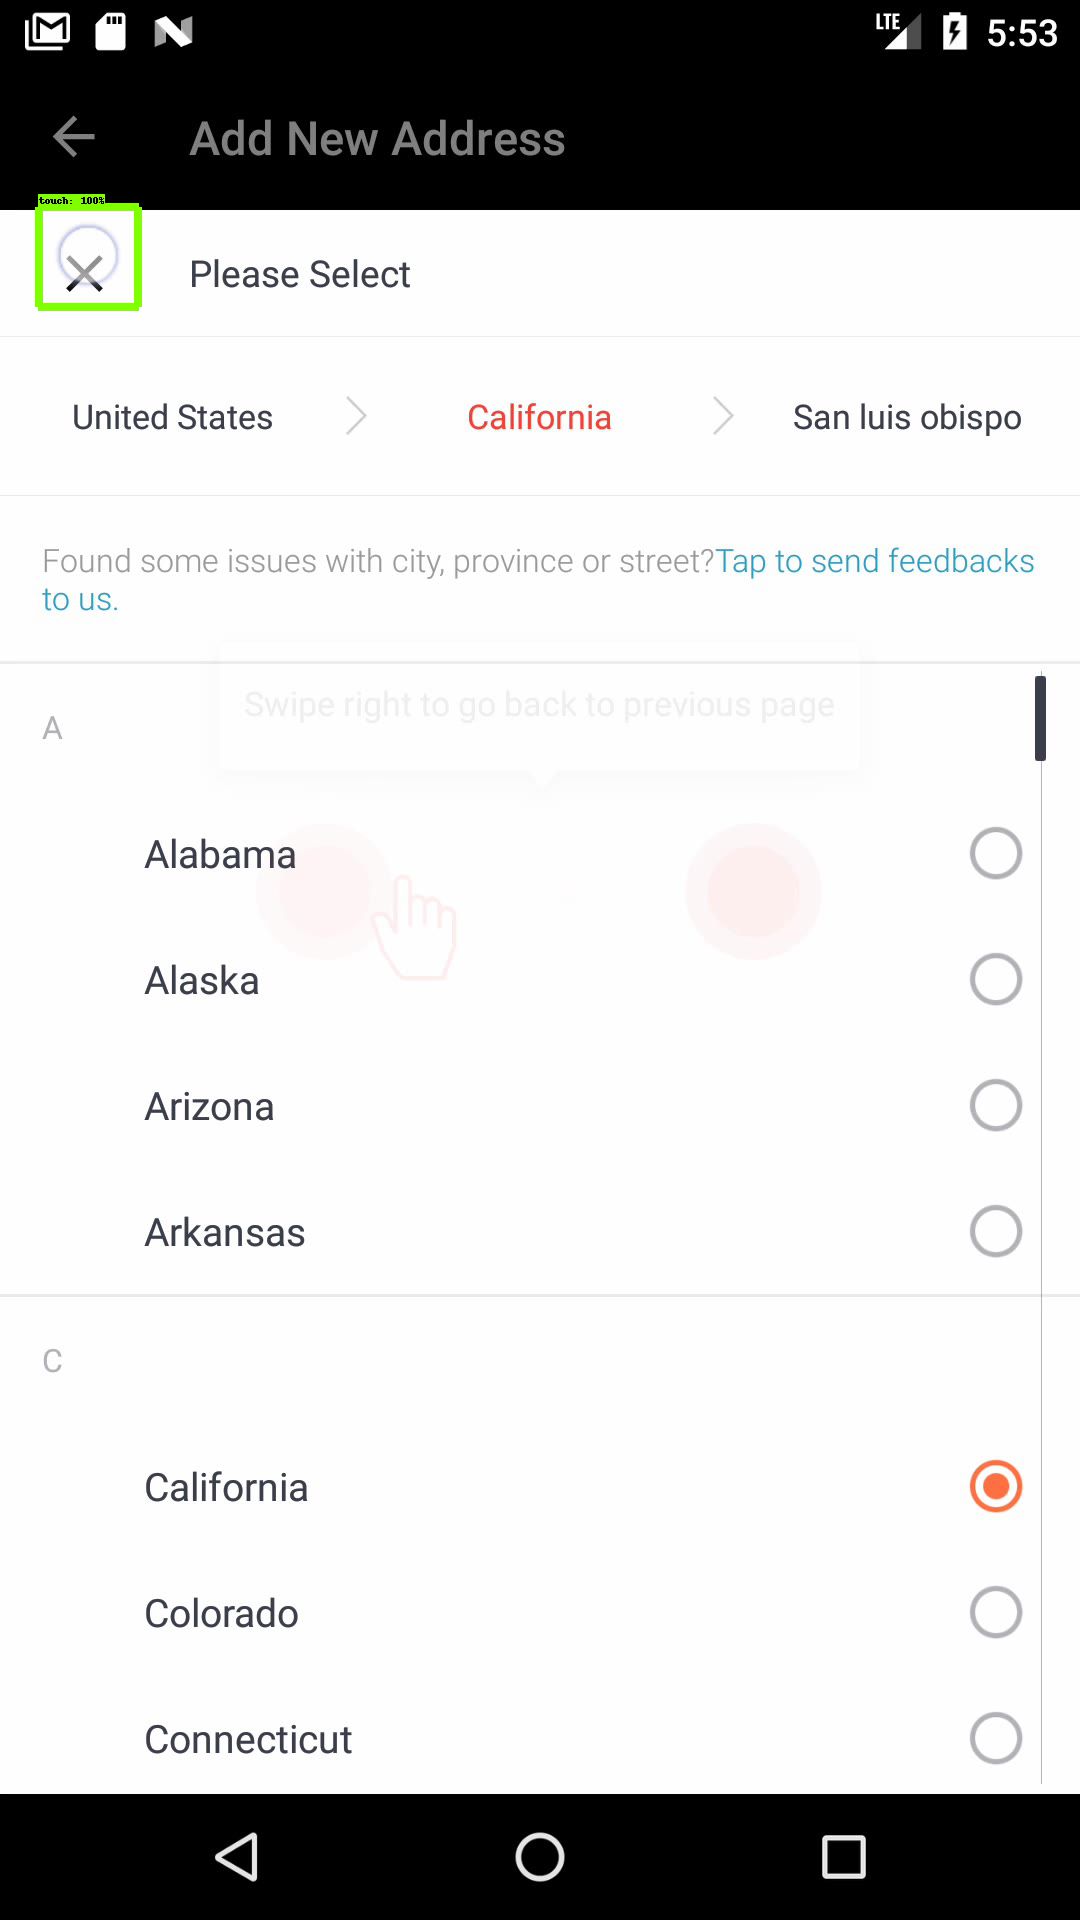 LTE 5:53
Add New Address
touch: 100%
Please Select
United States California San luis obispo
Found some issues with city, province or street?Tap to send feedbacks
to us.
Swipe right to go back to previous page
A
Alabama
Alaska
Arizona
Arkansas
C
California
Colorado
Connecticut